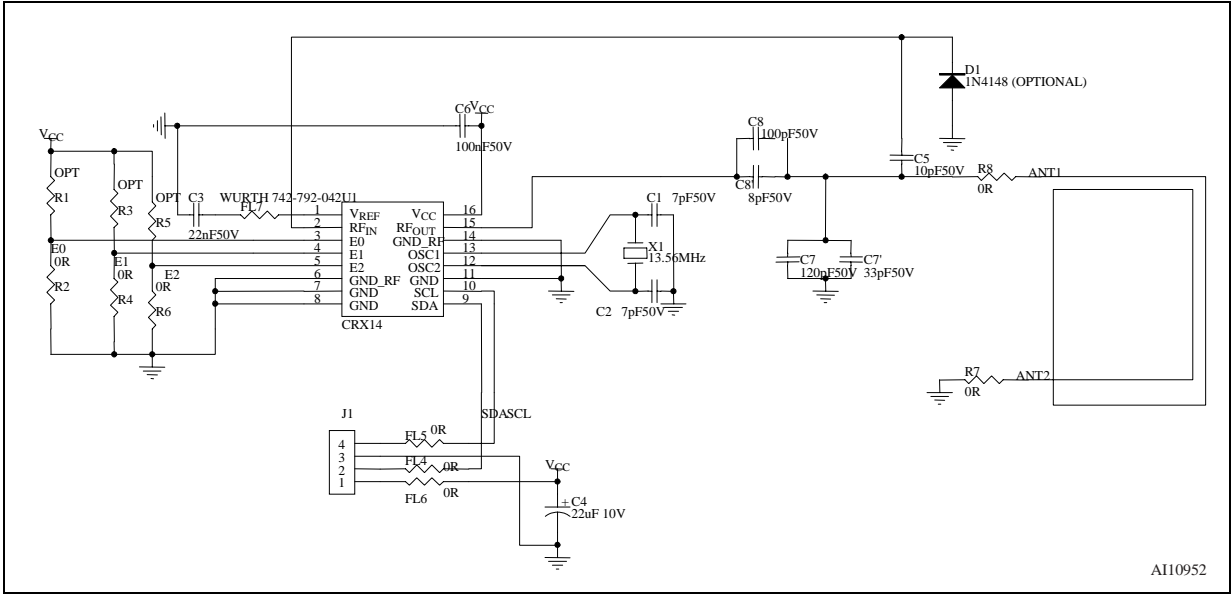 D1
1N4148 (OPTIONAL)
C6
VCC
100nF50V
C8
100pF50V
VCC
OPT
R1
OPT
R3
OPT
R5
C3
22nF50V
WURTH 742-792-042U1
FL7
C8'
8pF50V
C5
10pF50V
R8
0R
ANT1
1
2
3
4
5
6
7
8
VREF
RFIN
E0
E1
E2
GND_RF
GND
GND
VCC
RFOUT
GND_RF
OSC1
OSC2
GND
SCL
SDA
16
15
14
13
12
11
10
9
CRX14
C1 7pF50V
X1
13.56MHz
C2 7pF50V
E0
0R
R2
E1
0R
R4
E2
0R
R6
C7
120pF50V
C7'
33pF50V
R7
0R
ANT2
J1
4
3
2
1
SDASCL
FL5
0R
FL4
0R
FL6
0R
VCC
+
C4
22uF 10V
AI10952